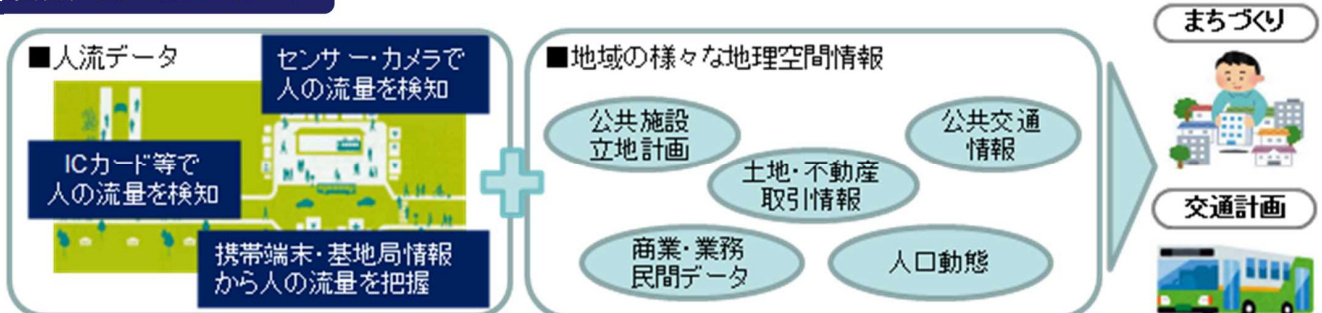 ■人流データ
センサー・カメラで
人の流量を検知
ICカード等で
人の流量を検知
携帯端末・基地局情報
から人の流量を把握
■地域の様々な地理空間情報
公共施設
立地計画
公共交通
情報
土地・不動産
取引情報
商業・業務
民間データ
人口動態
まちづくり
交通計画